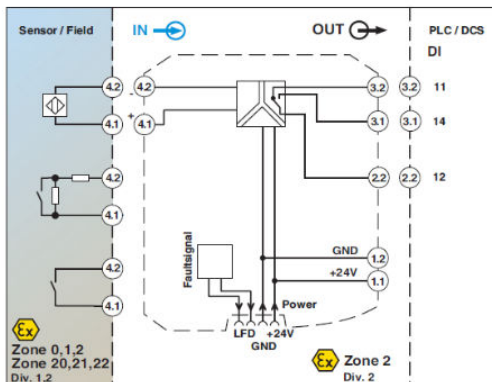 Sensor / Field
IN
OUT
PLC / DCS
DI
4.2
4.2
-
3.2
3.2
11
4.1
+
4.1
3.1
3.1
14
4.2
2.2
2.2
12
4.1
4.2
GND
1.2
+24V
1.1
4.1
Faultsignal
Power
LFD
+24V
GND
Ex
Zone 0,1,2
Zone 20,21,22
Div. 1,2
Ex
Zone 2
Div. 2